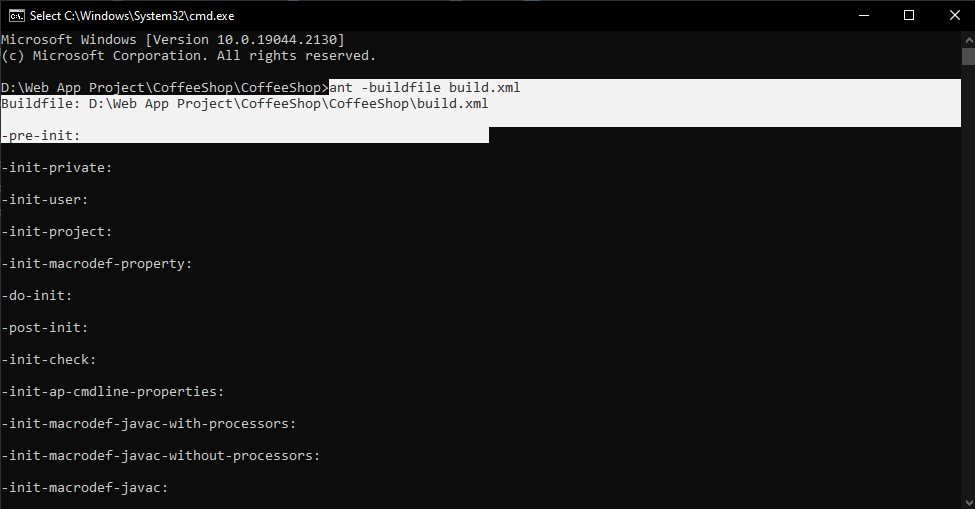 Select C:\Windows\System32\cmd.exe
Microsoft Windows [Version 10.0.19044.2130]
(c) Microsoft Corporation. All rights reserved.
D:\Web App Project\CoffeeShop\CoffeeShop>ant -buildfile build.xml
Buildfile: D:\Web App Project\CoffeeShop\CoffeeShop\build.xml
-pre-init:
-init-private:
-init-user:
-init-project:
-init-macrodef-property:
-do-init:
-post-init:
-init-check:
-init-ap-cmdline-properties:
-init-macrodef-javac-with-processors:
-init-macrodef-javac-without-processors:
-init-macrodef-javac: